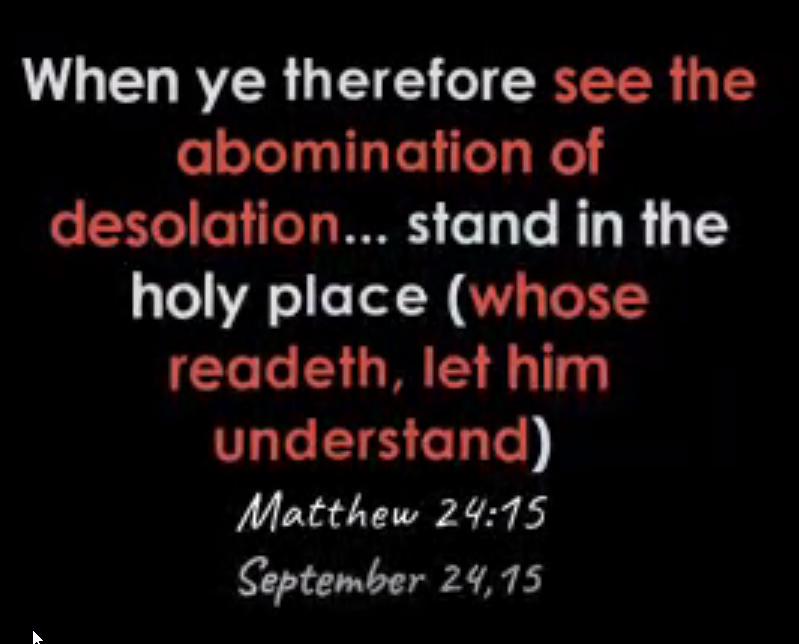 When ye therefore see the
abomination of
desolation... stand in the
holy place (whose
readeth, let him
understand)
Matthew 24:15
September 24,15